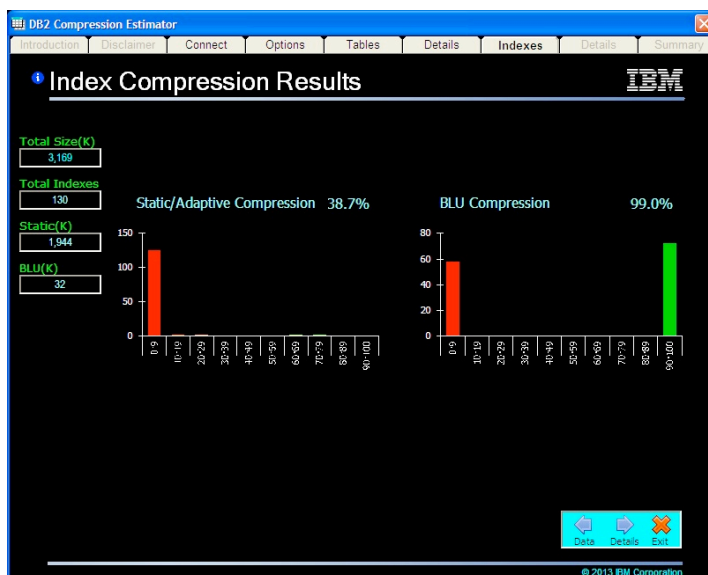 DB2 Compression Estimator
Introduction Disclaimer Connect Options Tables Details Indexes Details Summary
Index Compression Results
IBM
Total Size(K)
3,169
Total Indexes
130
Static(K)
1,944
BLU(K)
32
Static/Adaptive Compression 38.7%
150
100
50
0
0-9 10-19 20-29 30-39 40-49 50-59 60-69 70-79 80-89 90-100
BLU Compression 99.0%
80
60
40
20
0
0-9 10-19 20-29 30-39 40-49 50-59 60-69 70-79 80-89 90-100
Data Details Exit
© 2013 IBM Corporation